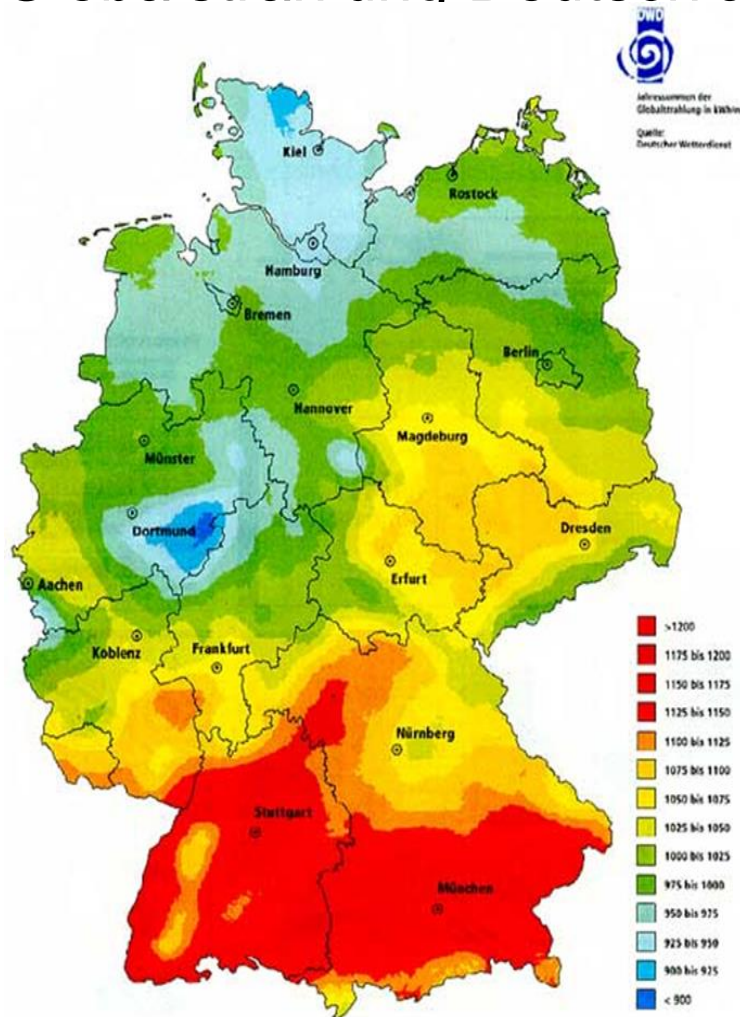 DWD
Jahressummen der
Globalstrahlung in kWh/m
Quelle:
Deutscher Wetterdienst
Kiel
Rostock
Hamburg
Bremen
Berlin
Hannover
Magdeburg
Münster
Dortmund
Dresden
Erfurt
Aachen
Koblenz
Frankfurt
Nürnberg
Stuttgart
München
>1200
1175 bis 1200
1150 bis 1175
1125 bis 1150
1100 bis 1125
1075 bis 1100
1050 bis 1075
1025 bis 1050
1000 bis 1025
975 bis 1000
950 bis 975
925 bis 950
900 bis 925
< 900